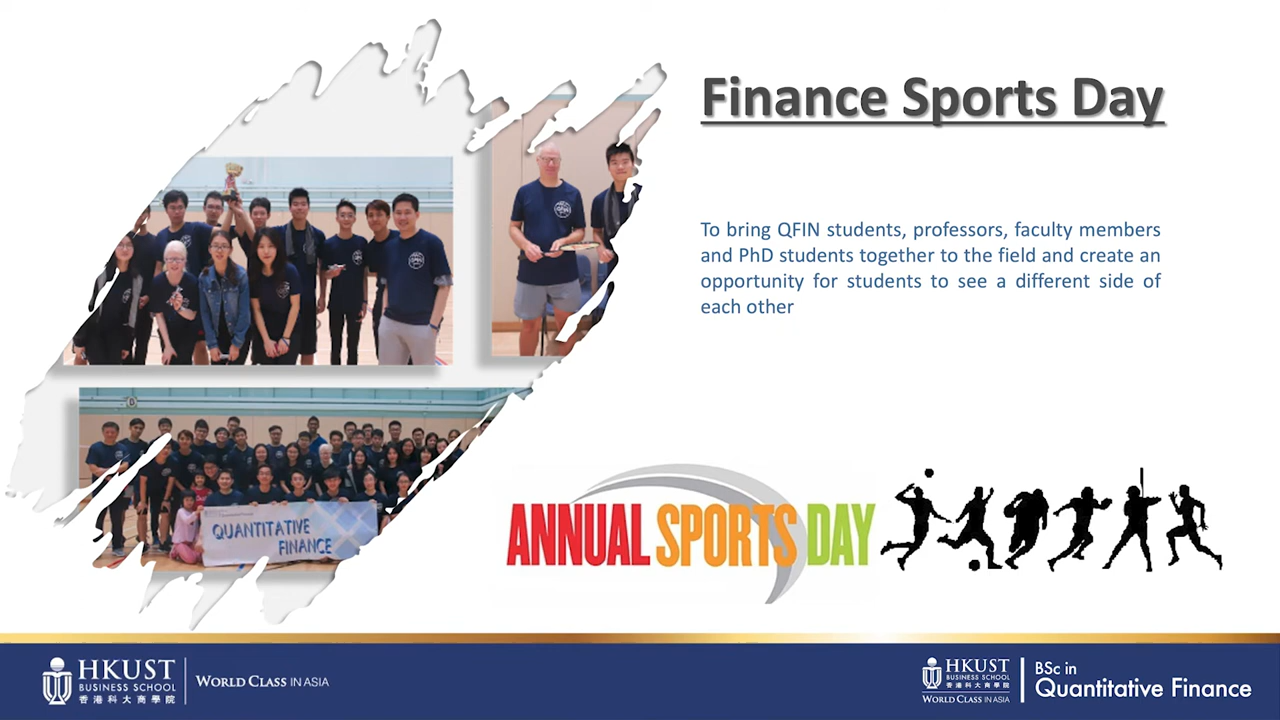 Finance Sports Day
To bring QFIN students, professors, faculty members
and PhD students together to the field and create an
opportunity for students to see a different side of
each other
QUANTITATIVE
FINANCE
ANNUAL SPORTS DAY
HKUST
BUSINESS SCHOOL
香港科大商學院
WORLD CLASS IN ASIA
HKUST
BUSINESS SCHOOL
香港科大商學院
WORLD CLASS IN ASIA
BSc in
Quantitative Finance